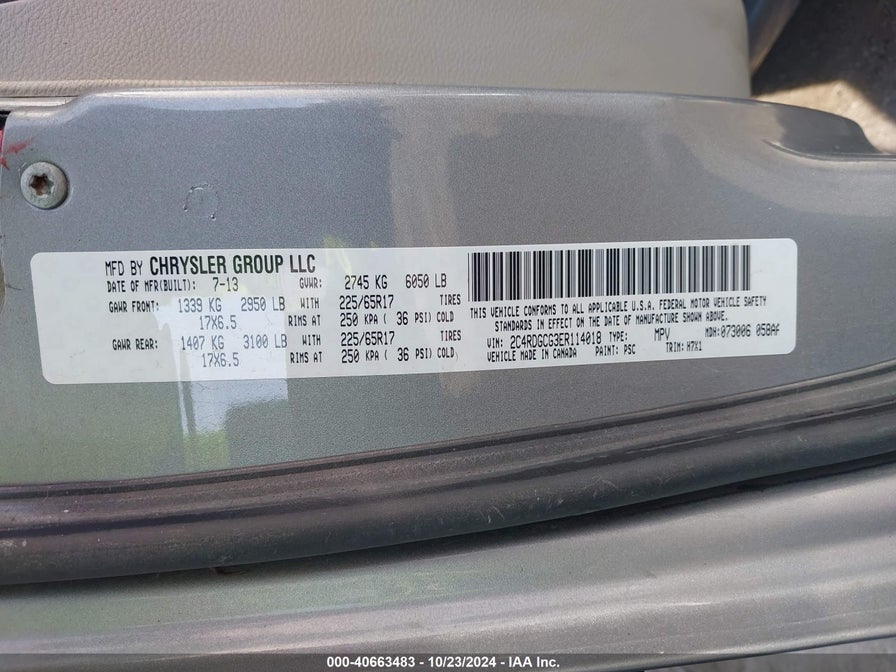 MFD BY CHRYSLER GROUP LLC
DATE OF MFR(BUILT): 7-13 GVWR: 2745 KG 6050 LB
GAWR FRONT: 1339 KG 2950 LB WITH 225/65R17 TIRES
17X6.5 RIMS AT 250 KPA ( 36 PSI) COLD
GAWR REAR: 1407 KG 3100 LB WITH 225/65R17 TIRES
17X6.5 RIMS AT 250 KPA ( 36 PSI) COLD
THIS VEHICLE CONFORMS TO ALL APPLICABLE U.S.A. FEDERAL MOTOR VEHICLE SAFETY
STANDARDS IN EFFECT ON THE DATE OF MANUFACTURE SHOWN ABOVE.
VIN: 2C4RDGCG3ER114018 TYPE: MPV MDH: 073006 058AF
VEHICLE MADE IN CANADA PAINT: PSC TRIM: H7X1
000-40663483 - 10/23/2024 - IAA Inc.